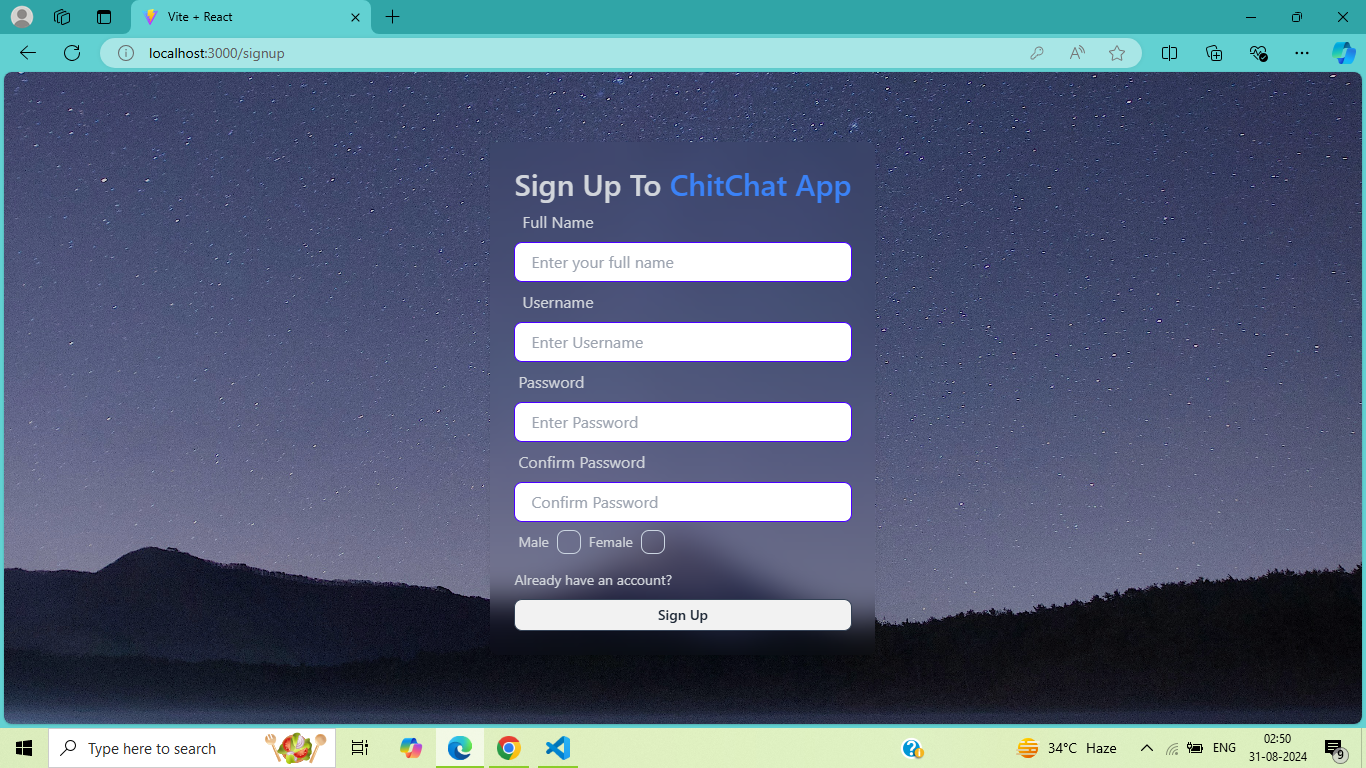 Vite + React
localhost:3000/signup
Sign Up To ChitChat App
Full Name
Enter your full name
Username
Enter Username
Password
Enter Password
Confirm Password
Confirm Password
Male Female
Already have an account?
Sign Up
Type here to search
34°C Haze
ENG
02:50
31-08-2024
9